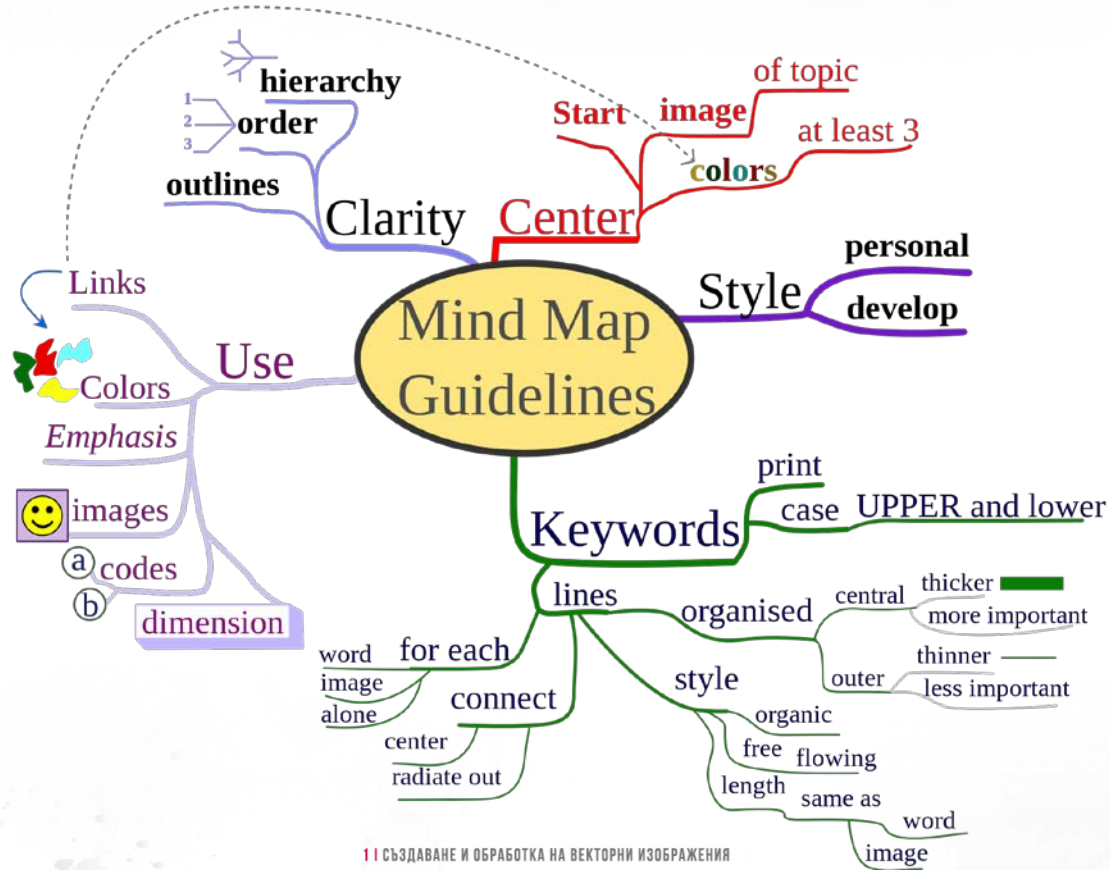 Mind Map
Guidelines
Clarity
hierarchy
order
1
2
3
outlines
Center
Start
image
of topic
colors
at least 3
Style
personal
develop
Use
Links
Colors
Emphasis
images
codes
a
b
dimension
Keywords
print
case UPPER and lower
lines
organised
central
thicker
more important
outer
thinner
less important
style
organic
free flowing
length same as
word
image
connect
center
radiate out
for each
word
image
alone
1 | СЪЗДАВАНЕ И ОБРАБОТКА НА ВЕКТОРНИ ИЗОБРАЖЕНИЯ